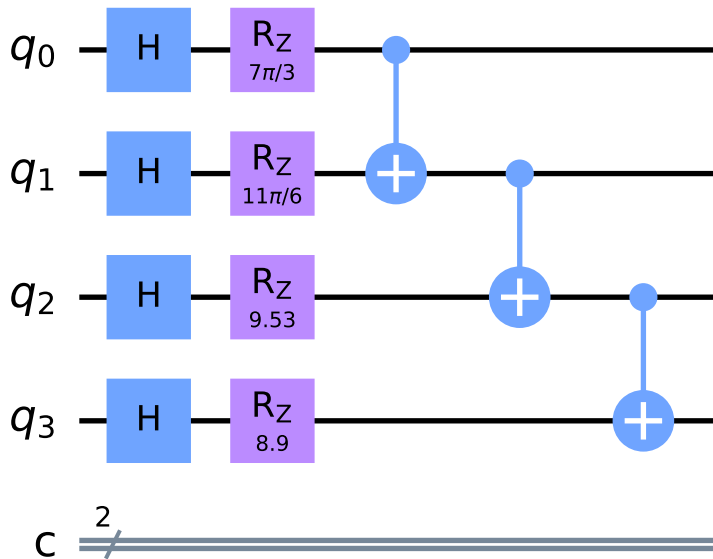 q0 H RZ 7π/3
q1 H RZ 11π/6
q2 H RZ 9.53
q3 H RZ 8.9
2
c